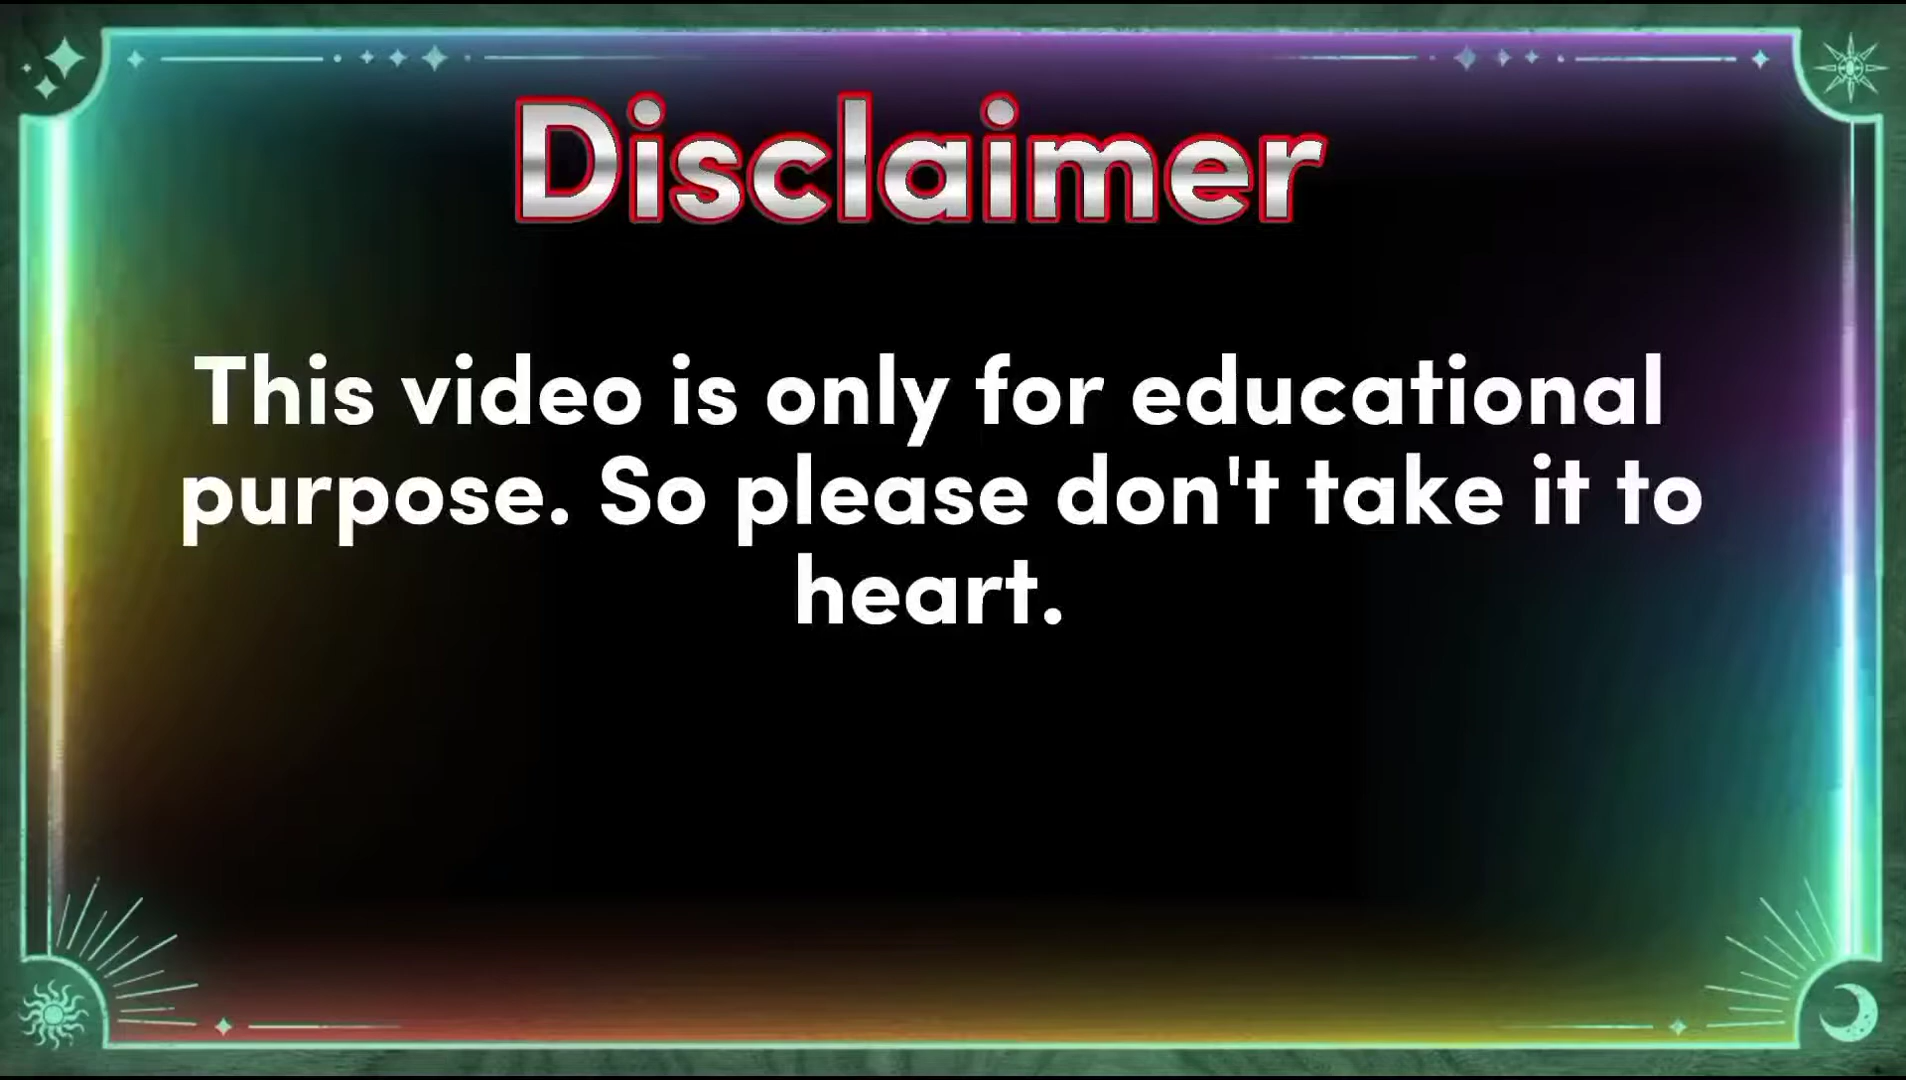 Disclaimer
This video is only for educational
purpose. So please don't take it to
heart.